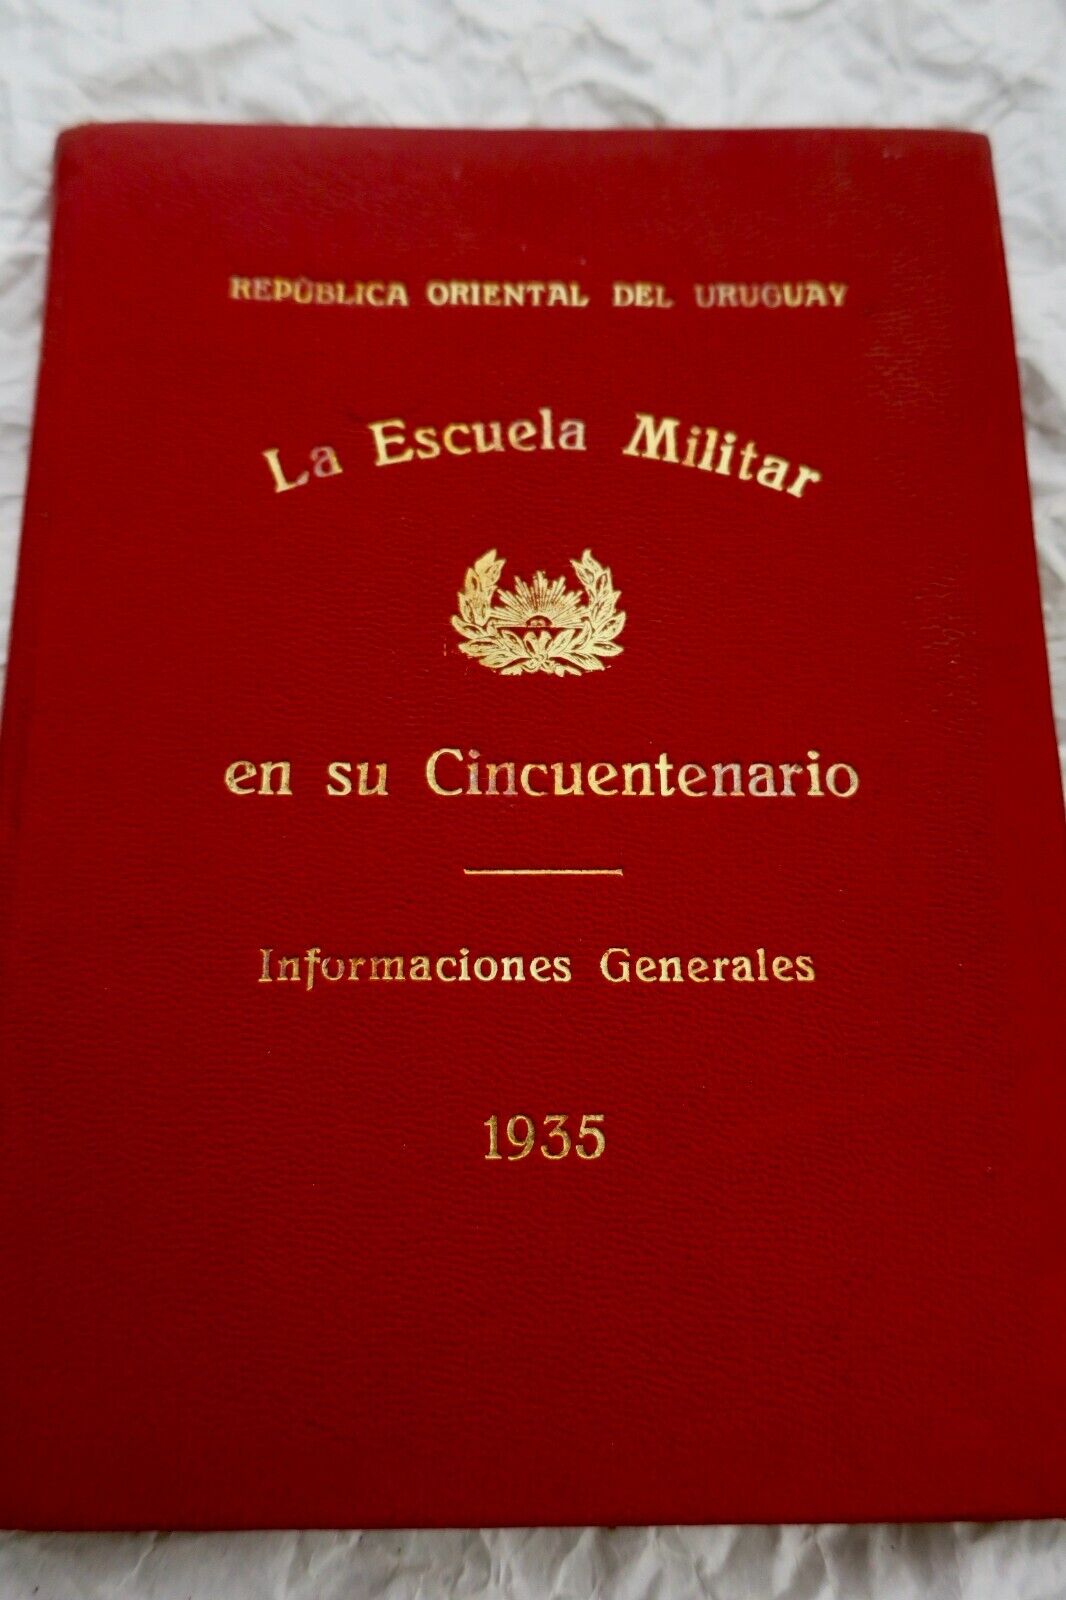 REPÚBLICA ORIENTAL DEL URUGUAY
La Escuela Militar
en su Cincuentenario
Informaciones Generales
1935